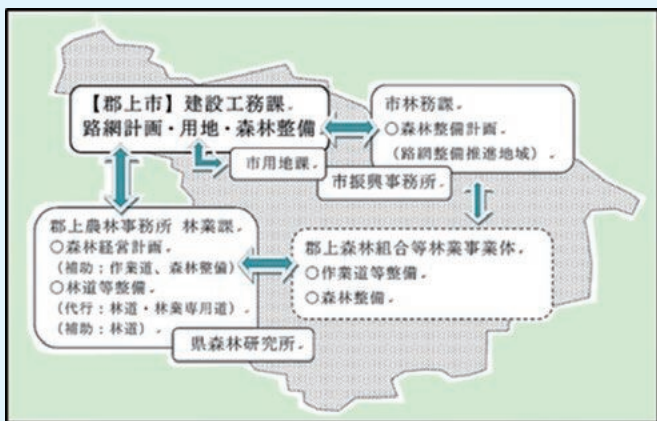 【郡上市】建設工務課
路網計画・用地・森林整備
市用地課
市林務課
○森林整備計画
(路網整備推進地域)
市振興事務所
郡上農林事務所 林業課
○森林経営計画
(補助:作業道、森林整備)
○林道等整備
(代行:林道・林業専用道)
(補助:林道)
県森林研究所
郡上森林組合等林業事業体
○作業道等整備
○森林整備